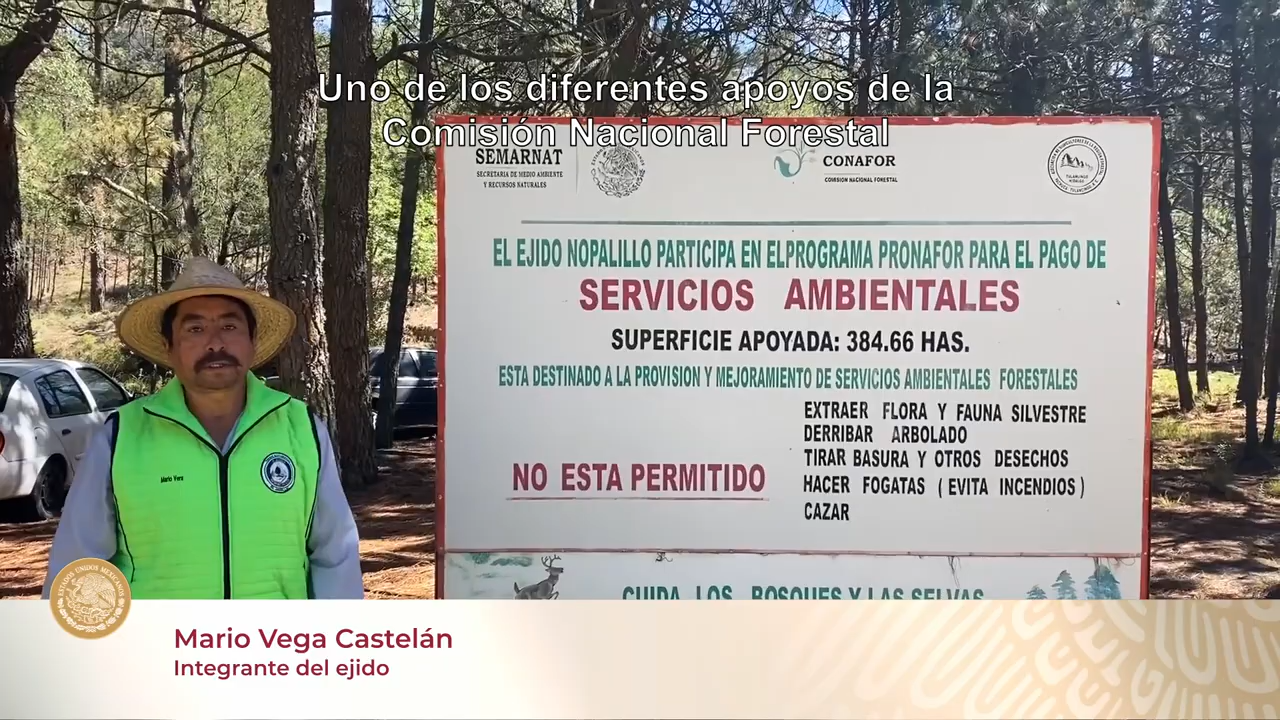 Uno de los diferentes apoyos de la
Comisión Nacional Forestal
SEMARNAT
SECRETARIA DE MEDIO AMBIENTE
Y RECURSOS NATURALES
CONAFOR
COMISION NACIONAL FORESTAL
EL EJIDO NOPALILLO PARTICIPA EN ELPROGRAMA PRONAFOR PARA EL PAGO DE
SERVICIOS AMBIENTALES
SUPERFICIE APOYADA: 384.66 HAS.
ESTA DESTINADO A LA PROVISION Y MEJORAMIENTO DE SERVICIOS AMBIENTALES FORESTALES
NO ESTA PERMITIDO
EXTRAER FLORA Y FAUNA SILVESTRE
DERRIBAR ARBOLADO
TIRAR BASURA Y OTROS DESECHOS
HACER FOGATAS ( EVITA INCENDIOS )
CAZAR
CUIDA LOS BOSQUES Y LAS SELVAS
Mario Vera
ESTADOS UNIDOS MEXICANOS
Mario Vega Castelán
Integrante del ejido